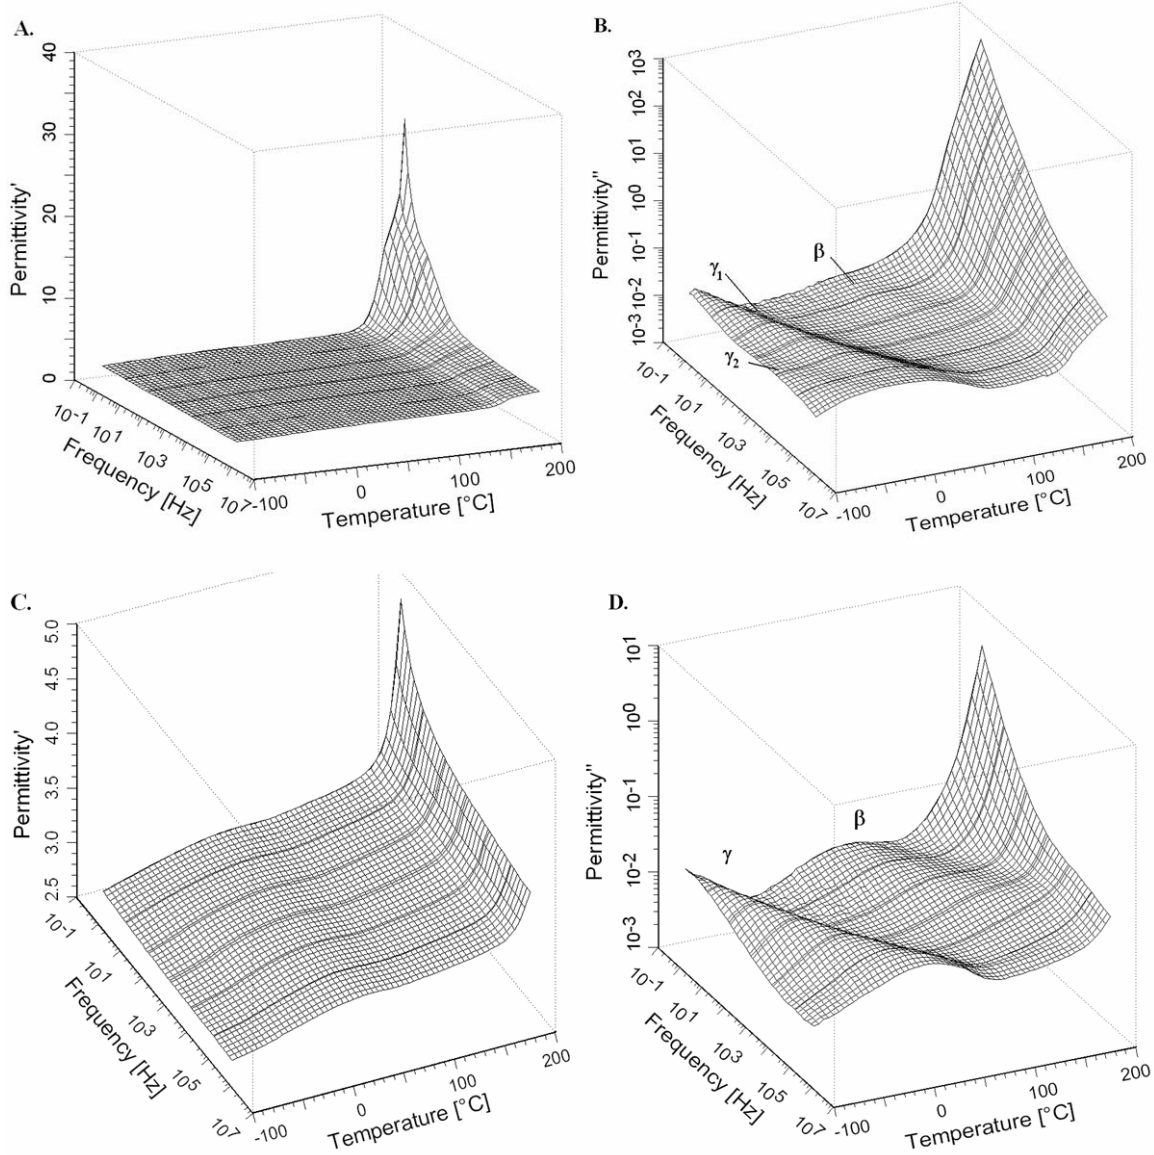 A.
40
30
20
10
0
Permittivity'
10-1
10¹
10³
10⁵
10⁷
Frequency [Hz]
-100
0
100
200
Temperature [°C]
B.
10³
10²
10¹
10⁰
10-1
10-2
10-3
Permittivity"
β
γ₁
γ₂
10-1
10¹
10³
10⁵
10⁷
Frequency [Hz]
-100
0
100
200
Temperature [°C]
C.
5.0
4.5
4.0
3.5
3.0
2.5
Permittivity'
10-1
10¹
10³
10⁵
10⁷
Frequency [Hz]
-100
0
100
200
Temperature [°C]
D.
10¹
10⁰
10-1
10-2
10-3
Permittivity"
β
γ
10-1
10¹
10³
10⁵
10⁷
Frequency [Hz]
-100
0
100
200
Temperature [°C]